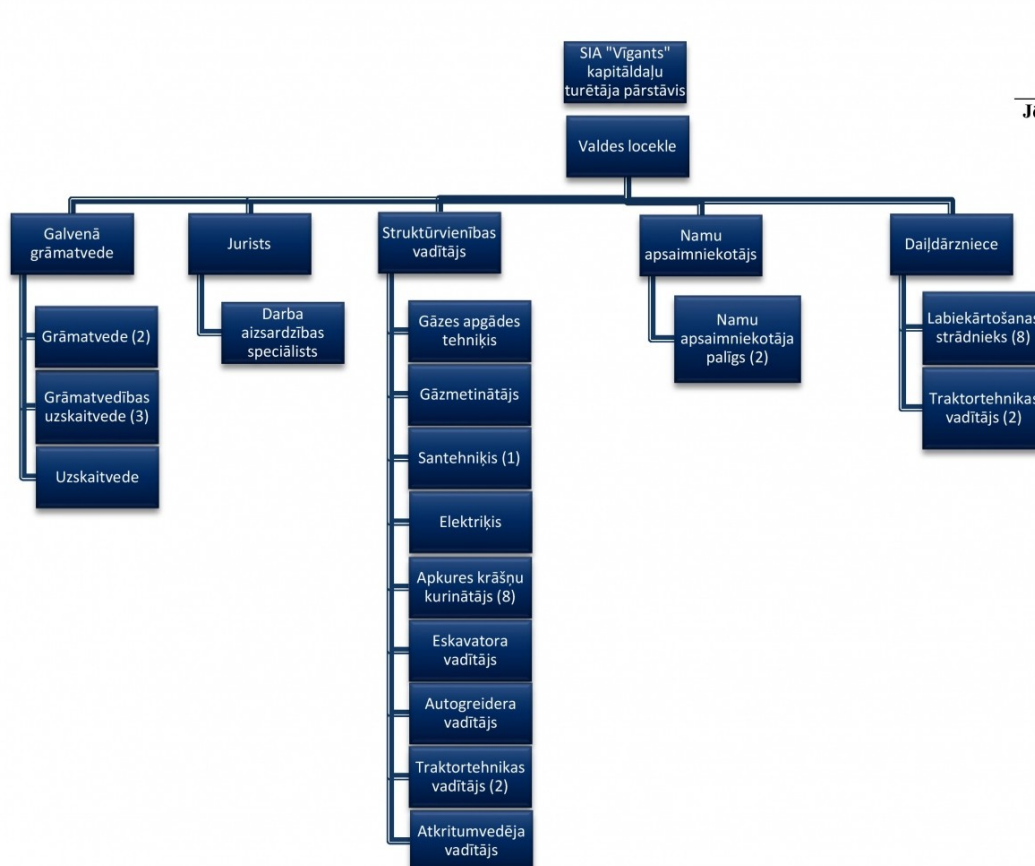 SIA "Vīgants"
kapitāldaļu
turētāja pārstāvis
Valdes locekle
Galvenā
grāmatvede
Grāmatvede (2)
Grāmatvedības
uzskaitvede (3)
Uzskaitvede
Jurists
Darba
aizsardzības
speciālists
Struktūrvienības
vadītājs
Gāzes apgādes
tehniķis
Gāzmetinātājs
Santehniķis (1)
Elektriķis
Apkures krāšņu
kurinātājs (8)
Eskavatora
vadītājs
Autogreidera
vadītājs
Traktortehnikas
vadītājs (2)
Atkritumvedēja
vadītājs
Namu
apsaimniekotājs
Namu
apsaimniekotāja
palīgs (2)
Daiļdārzniece
Labiekārtošanas
strādnieks (8)
Traktortehnikas
vadītājs (2)